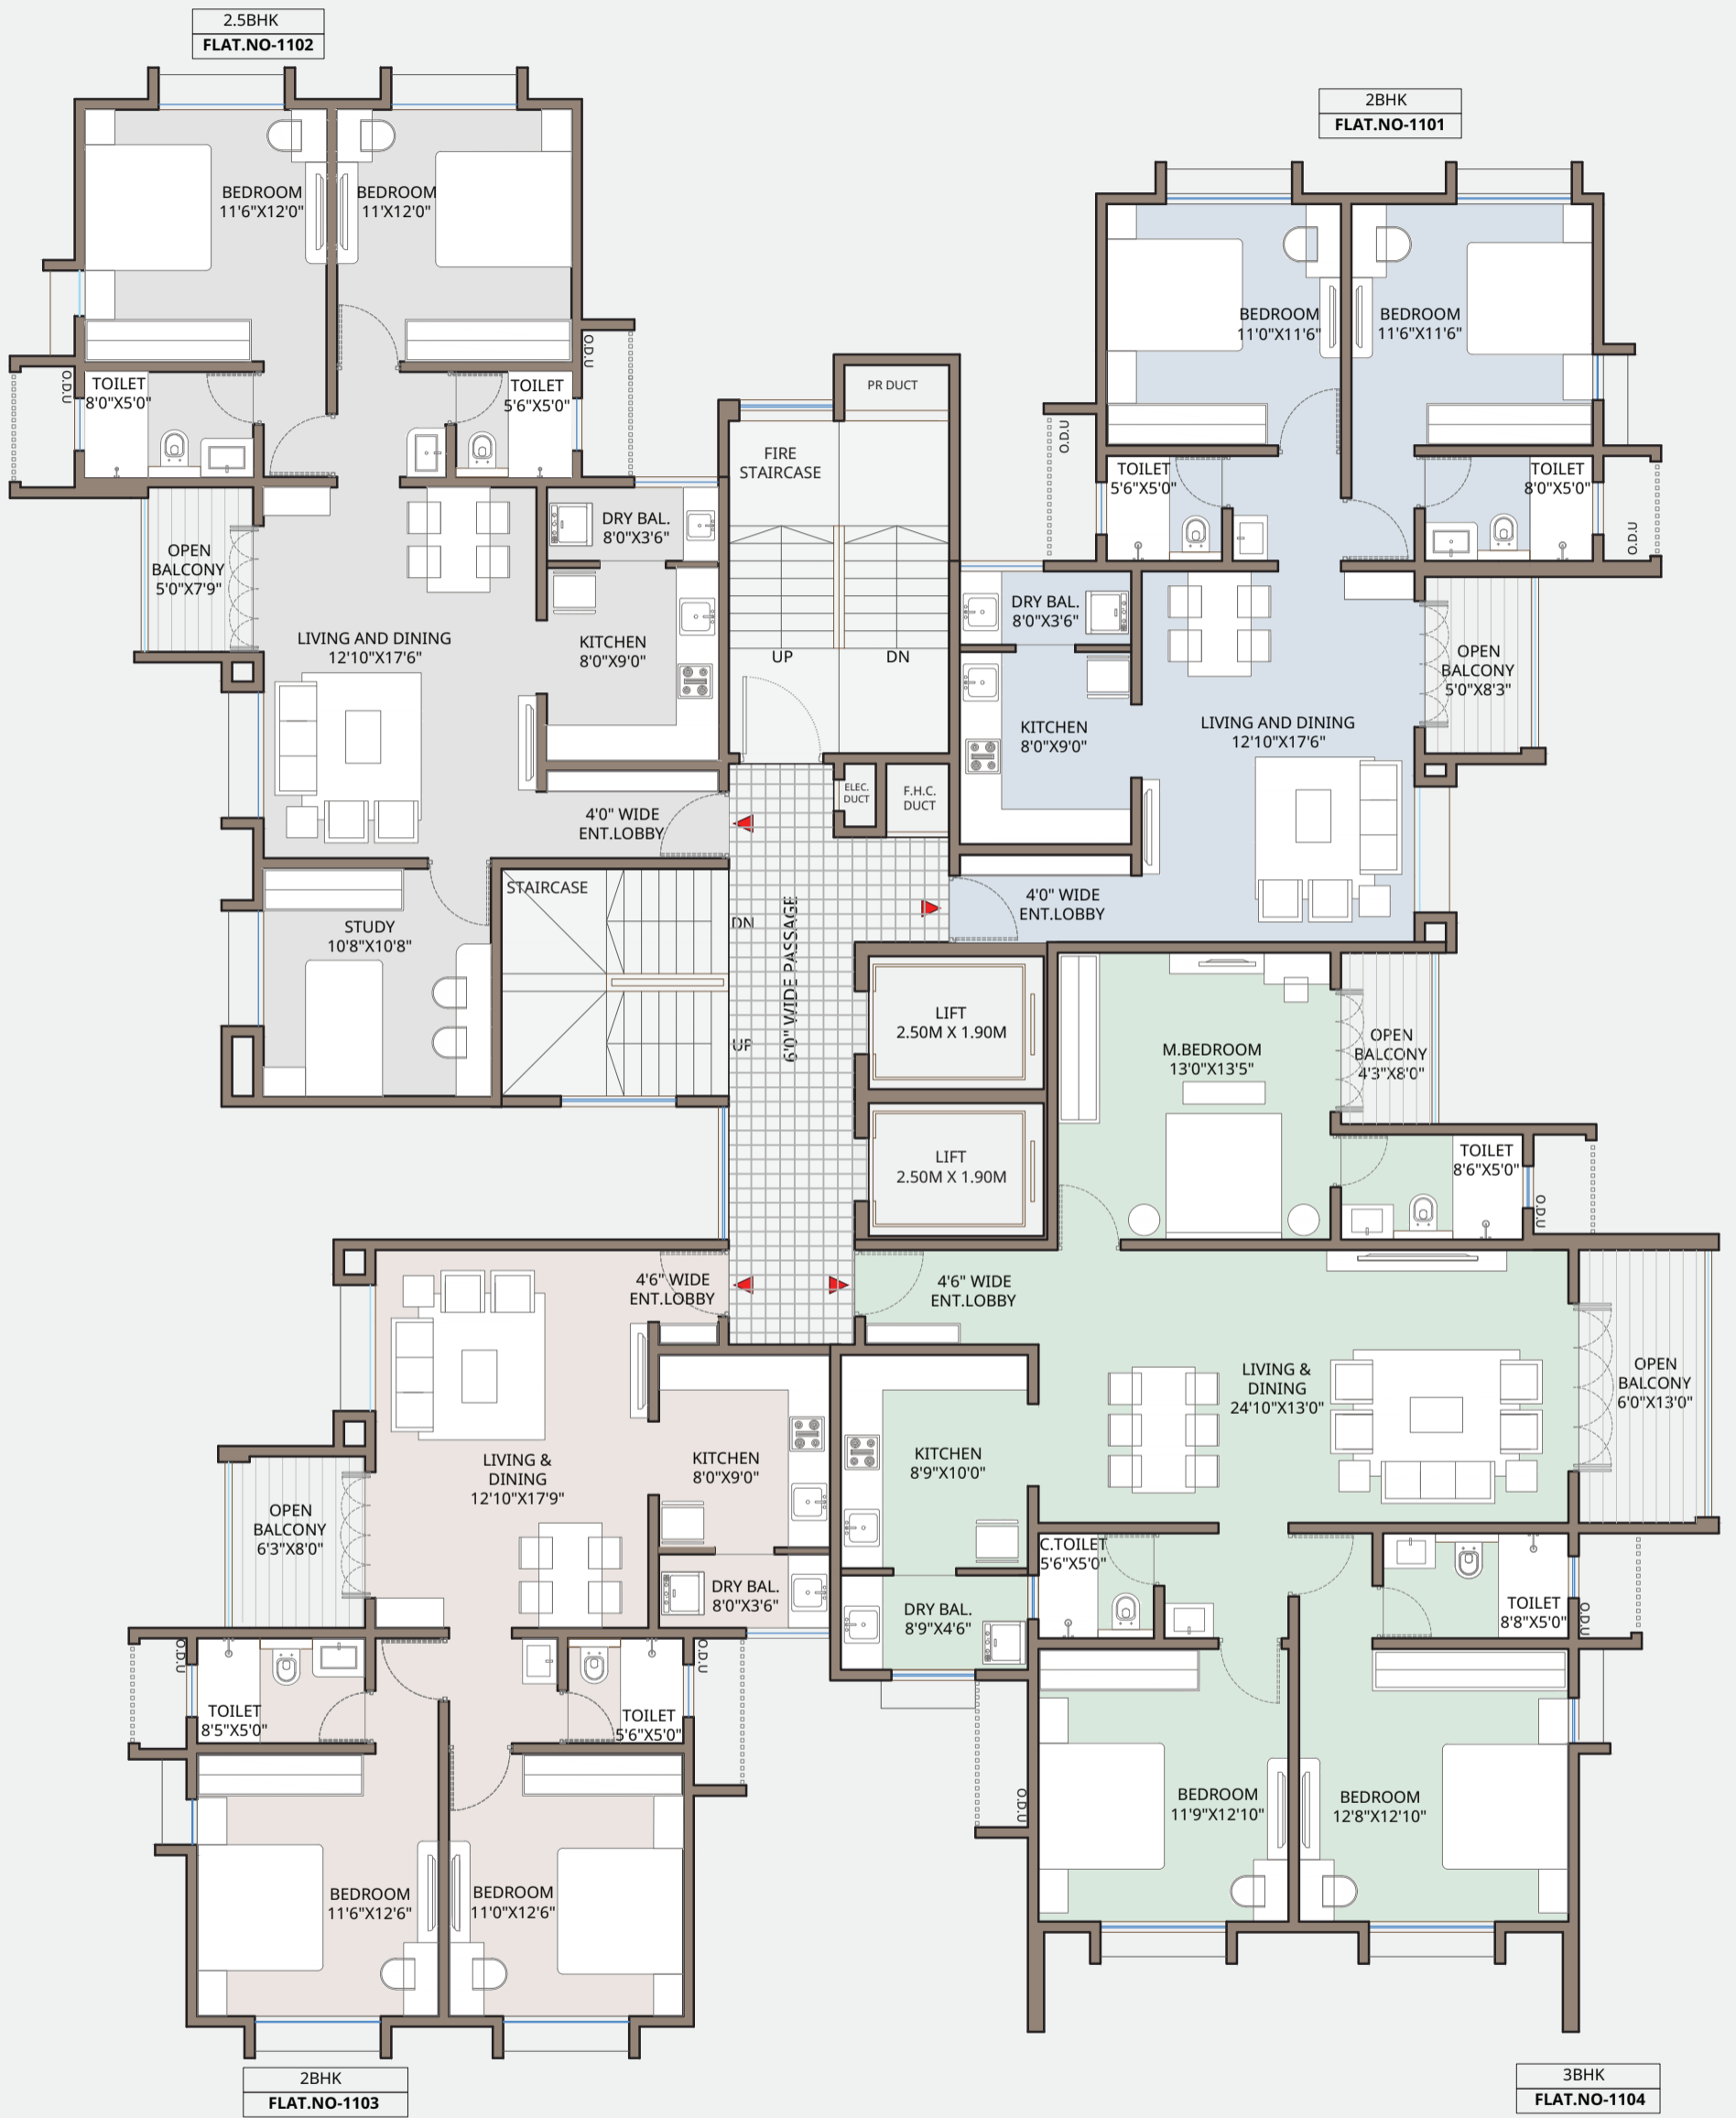 2.5BHK
FLAT.NO-1102
BEDROOM
11'6"X12'0"
BEDROOM
11'X12'0"
O.D.U
TOILET
8'0"X5'0"
TOILET
5'6"X5'0"
O.D.U
OPEN
BALCONY
5'0"X7'9"
DRY BAL.
8'0"X3'6"
LIVING AND DINING
12'10"X17'6"
KITCHEN
8'0"X9'0"
4'0" WIDE
ENT.LOBBY
STUDY
10'8"X10'8"
STAIRCASE
DN
UP
PR DUCT
FIRE
STAIRCASE
UP
DN
ELEC.
DUCT
F.H.C.
DUCT
6'0" WIDE PASSAGE
LIFT
2.50M X 1.90M
LIFT
2.50M X 1.90M
2BHK
FLAT.NO-1101
BEDROOM
11'0"X11'6"
BEDROOM
11'6"X11'6"
O.D.U
TOILET
5'6"X5'0"
TOILET
8'0"X5'0"
O.D.U
DRY BAL.
8'0"X3'6"
OPEN
BALCONY
5'0"X8'3"
KITCHEN
8'0"X9'0"
LIVING AND DINING
12'10"X17'6"
4'0" WIDE
ENT.LOBBY
M.BEDROOM
13'0"X13'5"
OPEN
BALCONY
4'3"X8'0"
TOILET
8'6"X5'0"
O.D.U
4'6" WIDE
ENT.LOBBY
LIVING &
DINING
24'10"X13'0"
OPEN
BALCONY
6'0"X13'0"
KITCHEN
8'9"X10'0"
C.TOILET
5'6"X5'0"
DRY BAL.
8'9"X4'6"
TOILET
8'8"X5'0"
O.D.U
O.D.U
BEDROOM
11'9"X12'10"
BEDROOM
12'8"X12'10"
3BHK
FLAT.NO-1104
4'6" WIDE
ENT.LOBBY
LIVING &
DINING
12'10"X17'9"
KITCHEN
8'0"X9'0"
OPEN
BALCONY
6'3"X8'0"
DRY BAL.
8'0"X3'6"
O.D.U
O.D.U
TOILET
8'5"X5'0"
TOILET
5'6"X5'0"
BEDROOM
11'6"X12'6"
BEDROOM
11'0"X12'6"
2BHK
FLAT.NO-1103